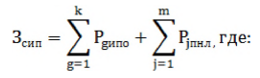 Зсип = ∑(g=1..k) Pgипо + ∑(j=1..m) Pjпнл, где: